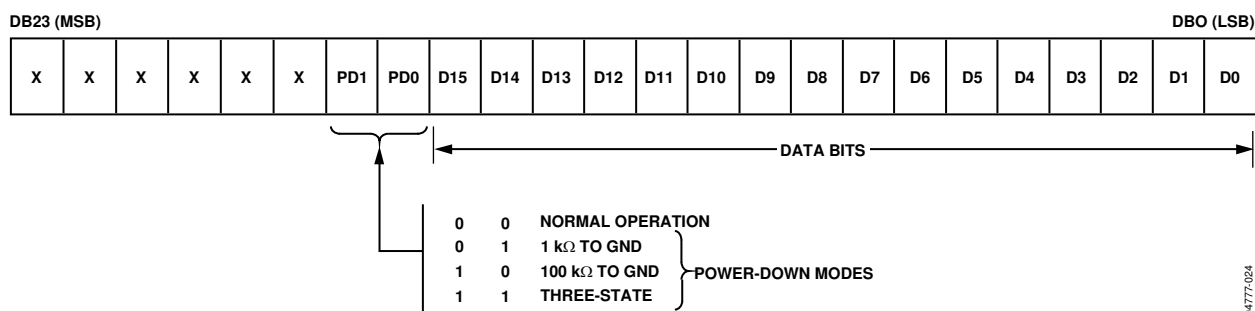 DB23 (MSB) DBO (LSB)
X X X X X X PD1 PD0 D15 D14 D13 D12 D11 D10 D9 D8 D7 D6 D5 D4 D3 D2 D1 D0
DATA BITS
0 0 NORMAL OPERATION
0 1 1 kΩ TO GND
1 0 100 kΩ TO GND
POWER-DOWN MODES
1 1 THREE-STATE